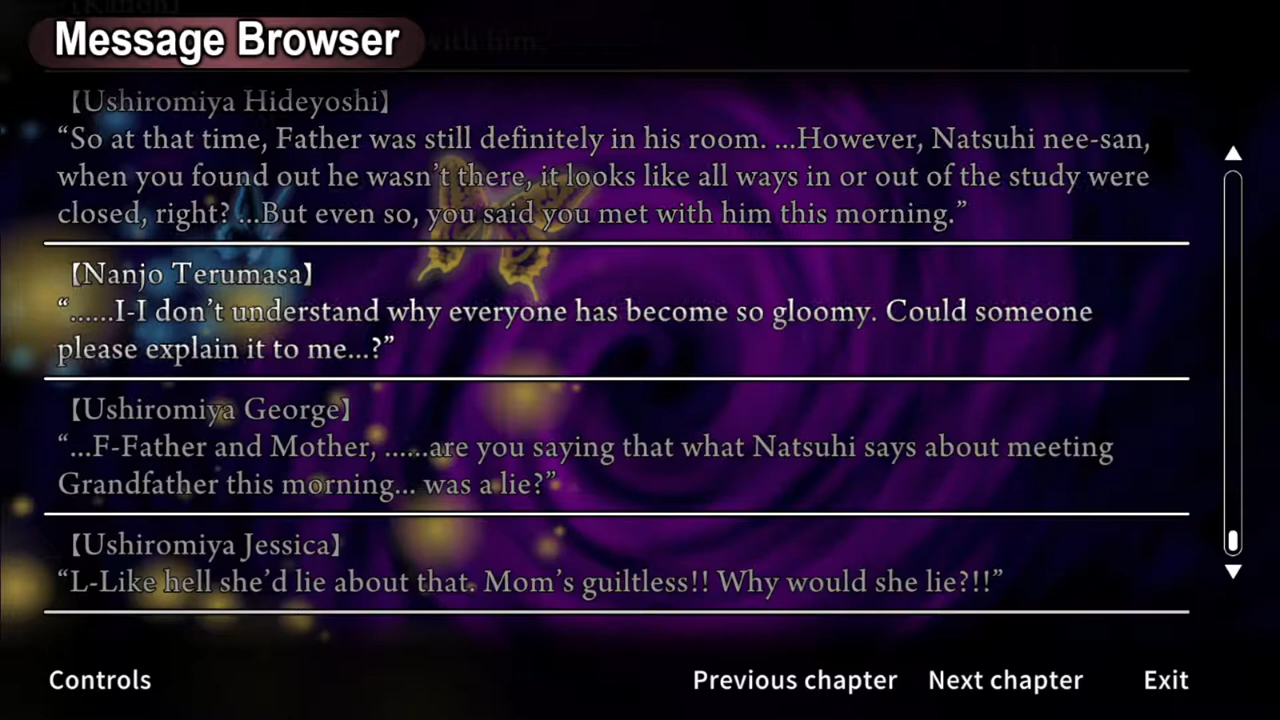 【Kanon】
Message Browser
with him.
【Ushiromiya Hideyoshi】
“So at that time, Father was still definitely in his room. ...However, Natsuhi nee-san,
when you found out he wasn’t there, it looks like all ways in or out of the study were
closed, right? ...But even so, you said you met with him this morning.”
【Nanjo Terumasa】
“......I-I don’t understand why everyone has become so gloomy. Could someone
please explain it to me...?”
【Ushiromiya George】
“...F-Father and Mother, ......are you saying that what Natsuhi says about meeting
Grandfather this morning... was a lie?”
【Ushiromiya Jessica】
“L-Like hell she’d lie about that. Mom’s guiltless!! Why would she lie?!!”
Controls
Previous chapter
Next chapter
Exit